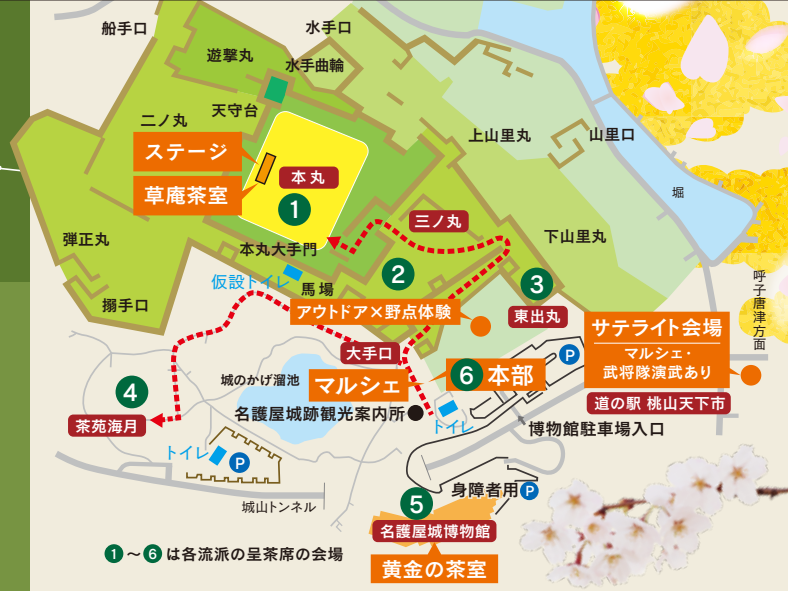 船手口
水手口
遊撃丸
水手曲輪
天守台
二ノ丸
上山里丸
山里口
ステージ
草庵茶室
本丸
1
堀
三ノ丸
弾正丸
本丸大手門
下山里丸
2
仮設トイレ
馬場
3
呼子唐津方面
搦手口
アウトドア×野点体験
東出丸
サテライト会場
マルシェ・
武将隊演武あり
大手口
P
4
城のかげ溜池
マルシェ
6 本部
道の駅 桃山天下市
茶苑海月
名護屋城跡観光案内所
トイレ
博物館駐車場入口
トイレ
P
身障者用 P
城山トンネル
5
名護屋城博物館
1～6は各流派の呈茶席の会場
黄金の茶室